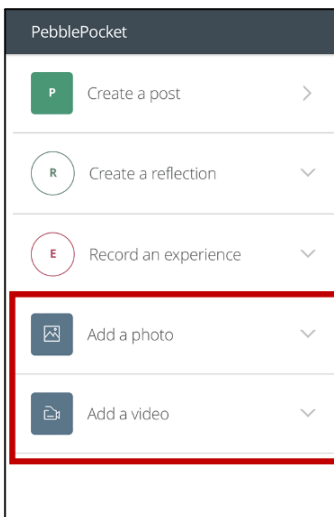 PebblePocket
P Create a post
R Create a reflection
E Record an experience
Add a photo
Add a video